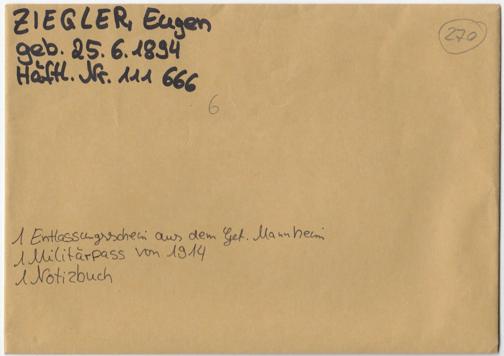 ZIEGLER, Eugen
geb. 25.6.1894
Häftl. Nr. 111 666
270
6
1 Entlassungsschein aus dem Gef. Mannheim
1 Militärpass von 1914
1 Notizbuch